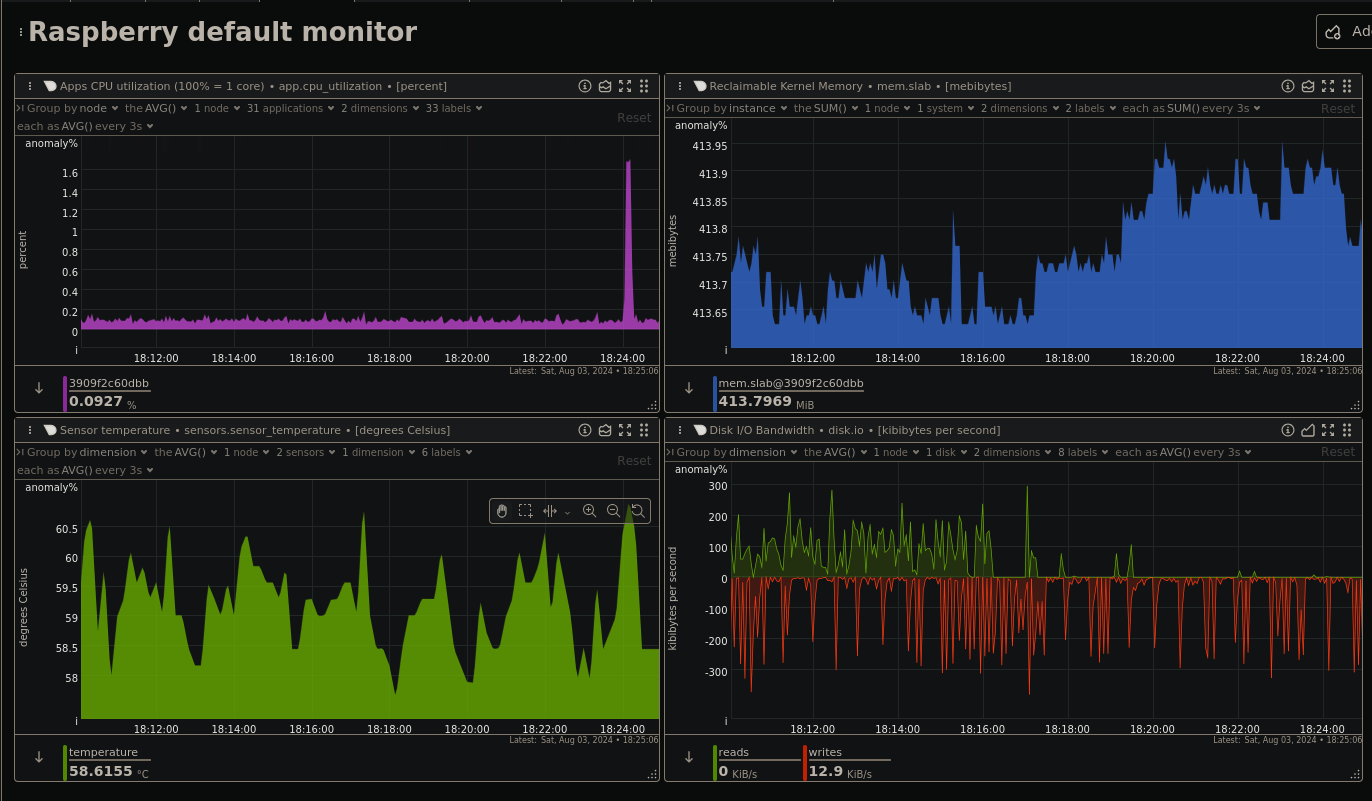 Raspberry default monitor
Add
Apps CPU utilization (100% = 1 core) • app.cpu_utilization • [percent]
Group by node the AVG() 1 node 31 applications 2 dimensions 33 labels
each as AVG() every 3s
Reset
anomaly%
percent
1.6
1.4
1.2
1
0.8
0.6
0.4
0.2
0
i
18:12:00 18:14:00 18:16:00 18:18:00 18:20:00 18:22:00 18:24:00
Latest: Sat, Aug 03, 2024 • 18:25:06
3909f2c60dbb
0.0927 %
Reclaimable Kernel Memory • mem.slab • [mebibytes]
Group by instance the SUM() 1 node 1 system 2 dimensions 2 labels each as SUM() every 3s
Reset
anomaly%
mebibytes
413.95
413.9
413.85
413.8
413.75
413.7
413.65
i
18:12:00 18:14:00 18:16:00 18:18:00 18:20:00 18:22:00 18:24:00
Latest: Sat, Aug 03, 2024 • 18:25:06
mem.slab@3909f2c60dbb
413.7969 MiB
Sensor temperature • sensors.sensor_temperature • [degrees Celsius]
Group by dimension the AVG() 1 node 2 sensors 1 dimension 6 labels
each as AVG() every 3s
Reset
anomaly%
degrees Celsius
60.5
60
59.5
59
58.5
58
i
18:12:00 18:14:00 18:16:00 18:18:00 18:20:00 18:22:00 18:24:00
Latest: Sat, Aug 03, 2024 • 18:25:06
temperature
58.6155 °C
Disk I/O Bandwidth • disk.io • [kibibytes per second]
Group by dimension the AVG() 1 node 1 disk 2 dimensions 8 labels each as AVG() every 3s
Reset
anomaly%
kibibytes per second
300
200
100
0
-100
-200
-300
i
18:12:00 18:14:00 18:16:00 18:18:00 18:20:00 18:22:00 18:24:00
Latest: Sat, Aug 03, 2024 • 18:25:06
reads writes
0 KiB/s 12.9 KiB/s